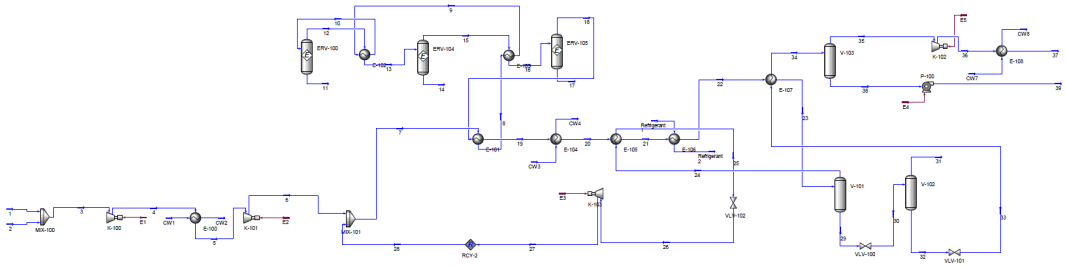 9
10
18
12
15
ERV-100
ERV-104
ERV-105
E-102
13
16
11
14
17
8
7
E-101
19
CW3
CW4
E-104
20
E-105
21
Refrigerant
1
E-106
Refrigerant
2
22
24
25
VLV-102
26
K-103
E3
27
RCY-2
28
1
2
MIX-100
3
K-100
E1
4
CW1
E-100
CW2
5
K-101
E2
6
MIX-101
E-107
23
34
V-103
35
E5
K-102
36
CW8
E-108
CW7
37
38
P-100
E4
39
V-101
29
VLV-100
30
V-102
31
32
VLV-101
33